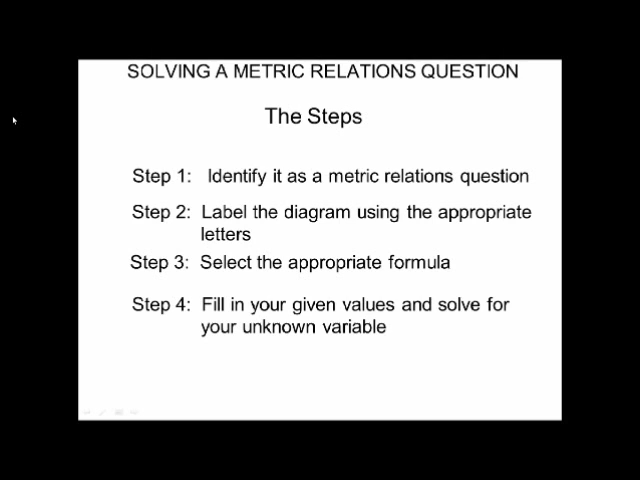 SOLVING A METRIC RELATIONS QUESTION
The Steps
Step 1: Identify it as a metric relations question
Step 2: Label the diagram using the appropriate
letters
Step 3: Select the appropriate formula
Step 4: Fill in your given values and solve for
your unknown variable